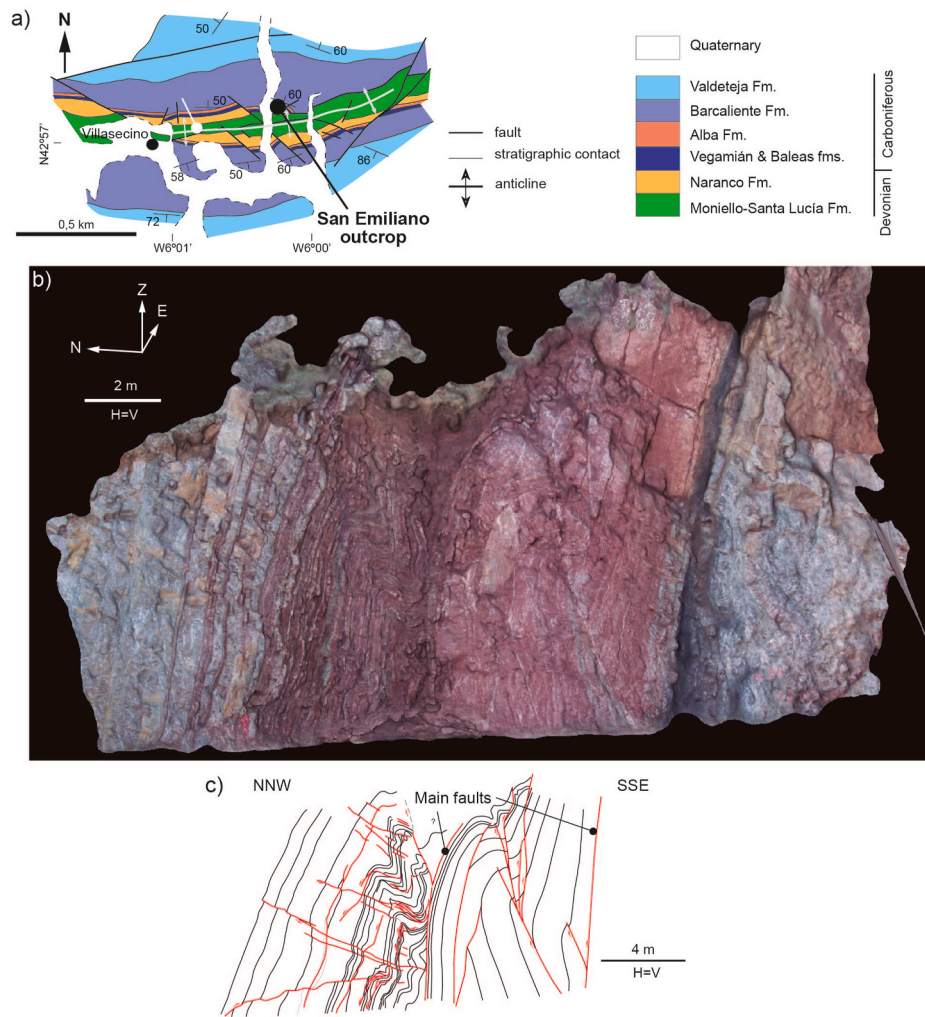 a)
N
50
60
50
60
Villasecino
N42º57'
58
50
60
86
72
San Emiliano
outcrop
0,5 km
W6º01'
W6º00'
fault
stratigraphic contact
anticline
Quaternary
Valdeteja Fm.
Barcaliente Fm.
Alba Fm.
Vegamián & Baleas fms.
Naranco Fm.
Moniello-Santa Lucía Fm.
Carboniferous
Devonian
b)
Z
E
N
2 m
H=V
c)
NNW
Main faults
SSE
?
4 m
H=V